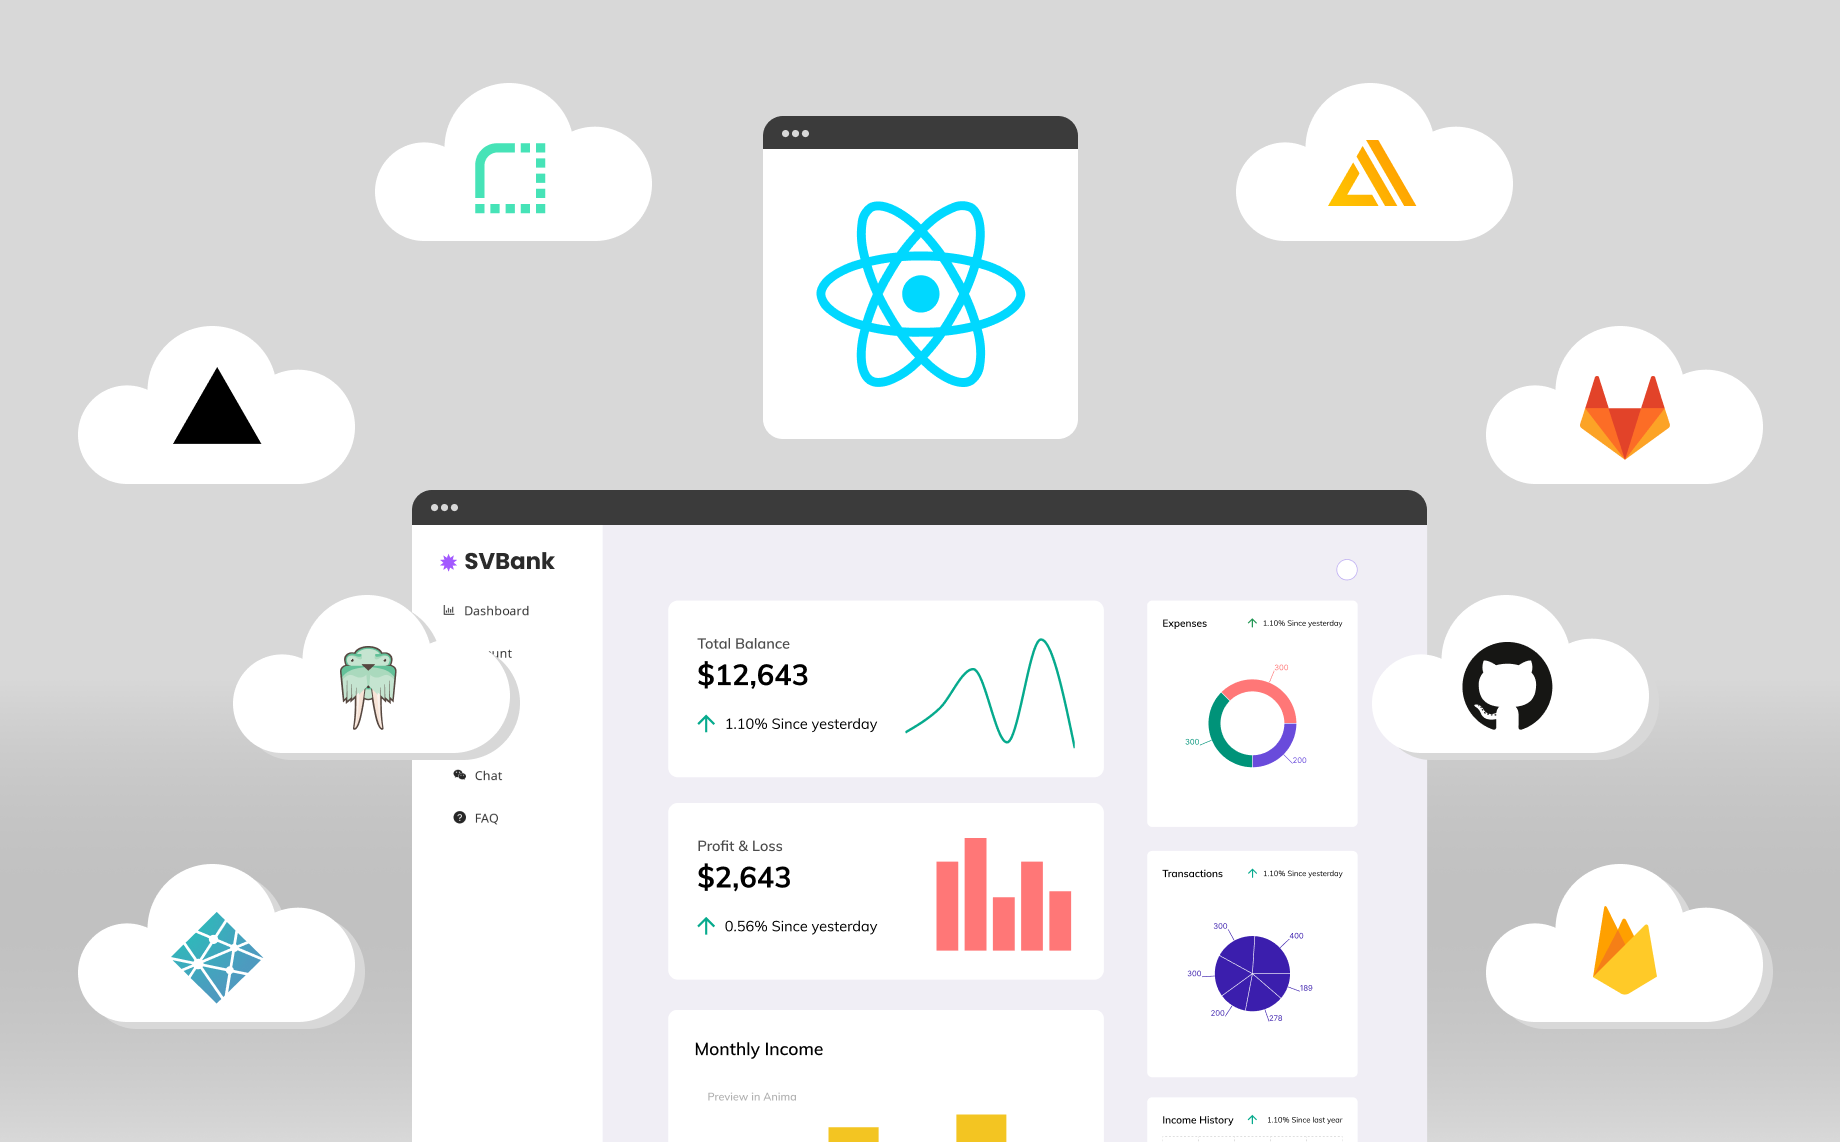 SVBank
Dashboard
unt
Chat
FAQ
Total Balance
$12,643
1.10% Since yesterday
Profit & Loss
$2,643
0.56% Since yesterday
Monthly Income
Preview in Anima
Expenses
1.10% Since yesterday
300
300
200
Transactions
1.10% Since yesterday
300
400
300
189
200
278
Income History
1.10% Since last year